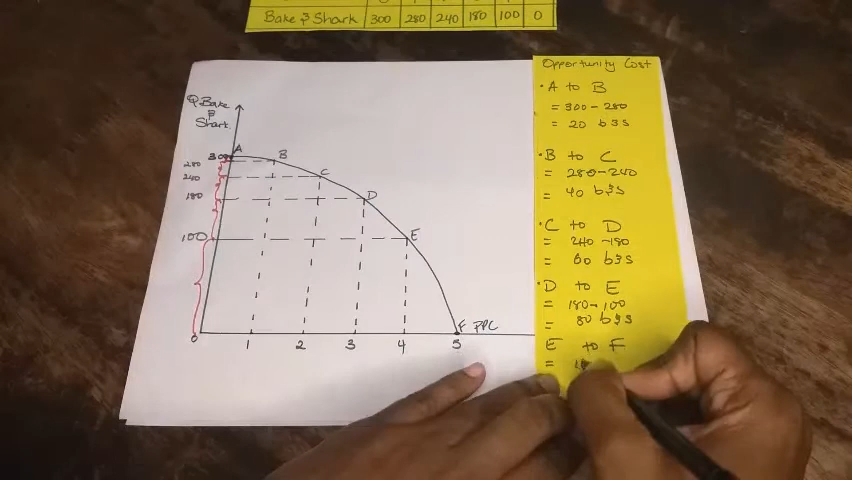 Bake & Shark 300 280 240 180 100 0
Q Bake
&
Shark
A
B
C
D
E
F PPC
300
280
240
180
100
0 1 2 3 4 5
Opportunity Cost
• A to B
= 300 - 280
= 20 b&s
• B to C
= 280 - 240
= 40 b&s
• C to D
= 240 - 180
= 60 b&s
• D to E
= 180 - 100
= 80 b&s
E to F
=